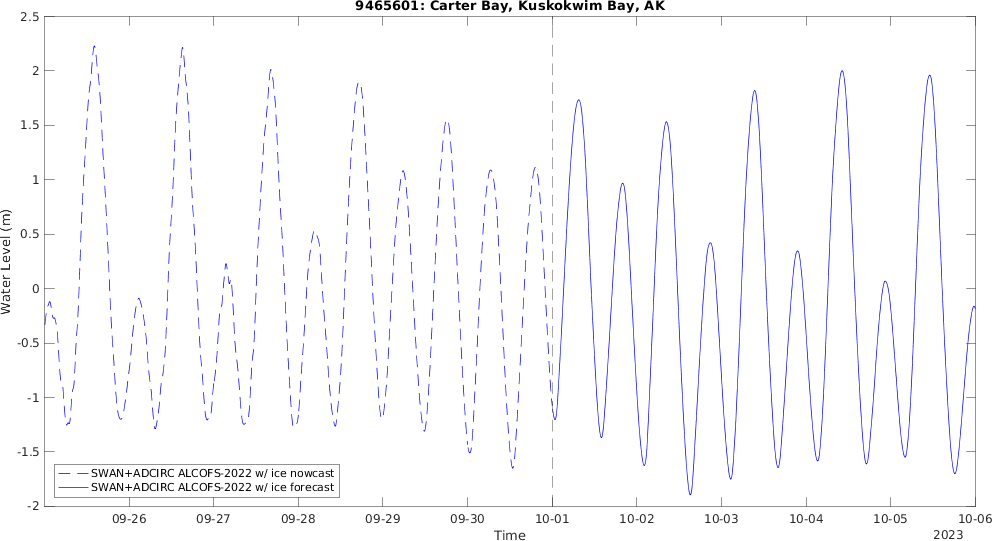 9465601: Carter Bay, Kuskokwim Bay, AK
2.5
2
1.5
1
0.5
0
-0.5
-1
-1.5
-2
Water Level (m)
SWAN+ADCIRC ALCOFS-2022 w/ ice nowcast
SWAN+ADCIRC ALCOFS-2022 w/ ice forecast
09-26 09-27 09-28 09-29 09-30 10-01 10-02 10-03 10-04 10-05 10-06
Time
2023